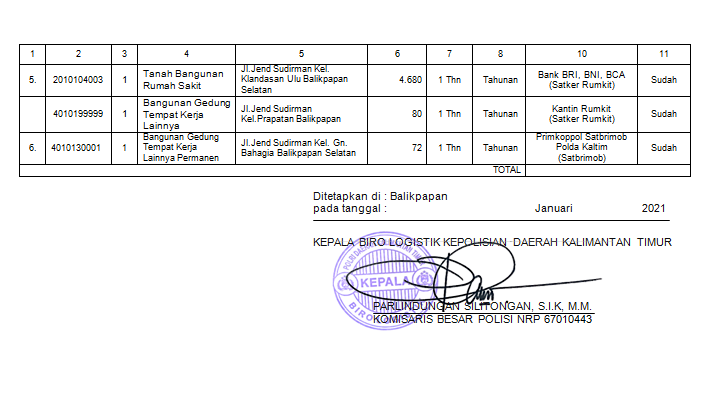 1 2 3 4 5 6 7 8 10 11
5. 2010104003 1 Tanah Bangunan Rumah Sakit Jl.Jend Sudirman Kel. Klandasan Ulu Balikpapan Selatan 4.680 1 Thn Tahunan Bank BRI, BNI, BCA (Satker Rumkit) Sudah
4010199999 1 Bangunan Gedung Tempat Kerja Lainnya Jl.Jend Sudirman Kel.Prapatan Balikpapan 80 1 Thn Tahunan Kantin Rumkit (Satker Rumkit) Sudah
6. 4010130001 1 Bangunan Gedung Tempat Kerja Lainnya Permanen Jl.Jend Sudirman Kel. Gn. Bahagia Balikpapan Selatan 72 1 Thn Tahunan Primkoppol Satbrimob Polda Kaltim (Satbrimob) Sudah
TOTAL
Ditetapkan di : Balikpapan
pada tanggal : Januari 2021
KEPALA BIRO LOGISTIK KEPOLISIAN DAERAH KALIMANTAN TIMUR
KEPALA
BIRO
PARLINDUNGAN SILITONGAN, S.I.K, M.M.
KOMISARIS BESAR POLISI NRP 67010443